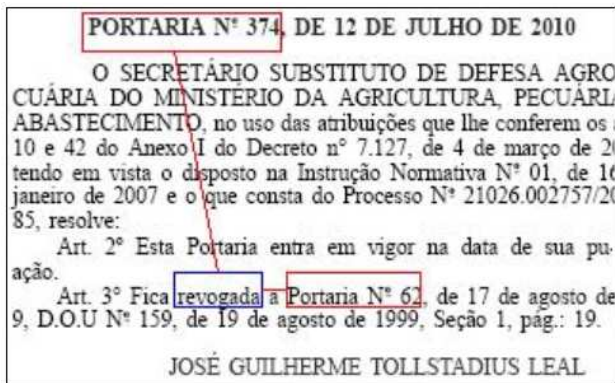 PORTARIA Nº 374, DE 12 DE JULHO DE 2010
O SECRETÁRIO SUBSTITUTO DE DEFESA AGRO
CUÁRIA DO MINISTÉRIO DA AGRICULTURA, PECUÁRIA
ABASTECIMENTO, no uso das atribuições que lhe conferem os
10 e 42 do Anexo I do Decreto nº 7.127, de 4 de março de 20
tendo em vista o disposto na Instrução Normativa Nº 01, de 16
janeiro de 2007 e o que consta do Processo Nº 21026.002757/20
85, resolve:
Art. 2º Esta Portaria entra em vigor na data de sua pu-
ação.
Art. 3º Fica revogada a Portaria Nº 62, de 17 de agosto de
9, D.O.U Nº 159, de 19 de agosto de 1999, Seção 1, pág.: 19.
JOSÉ GUILHERME TOLLSTADIUS LEAL